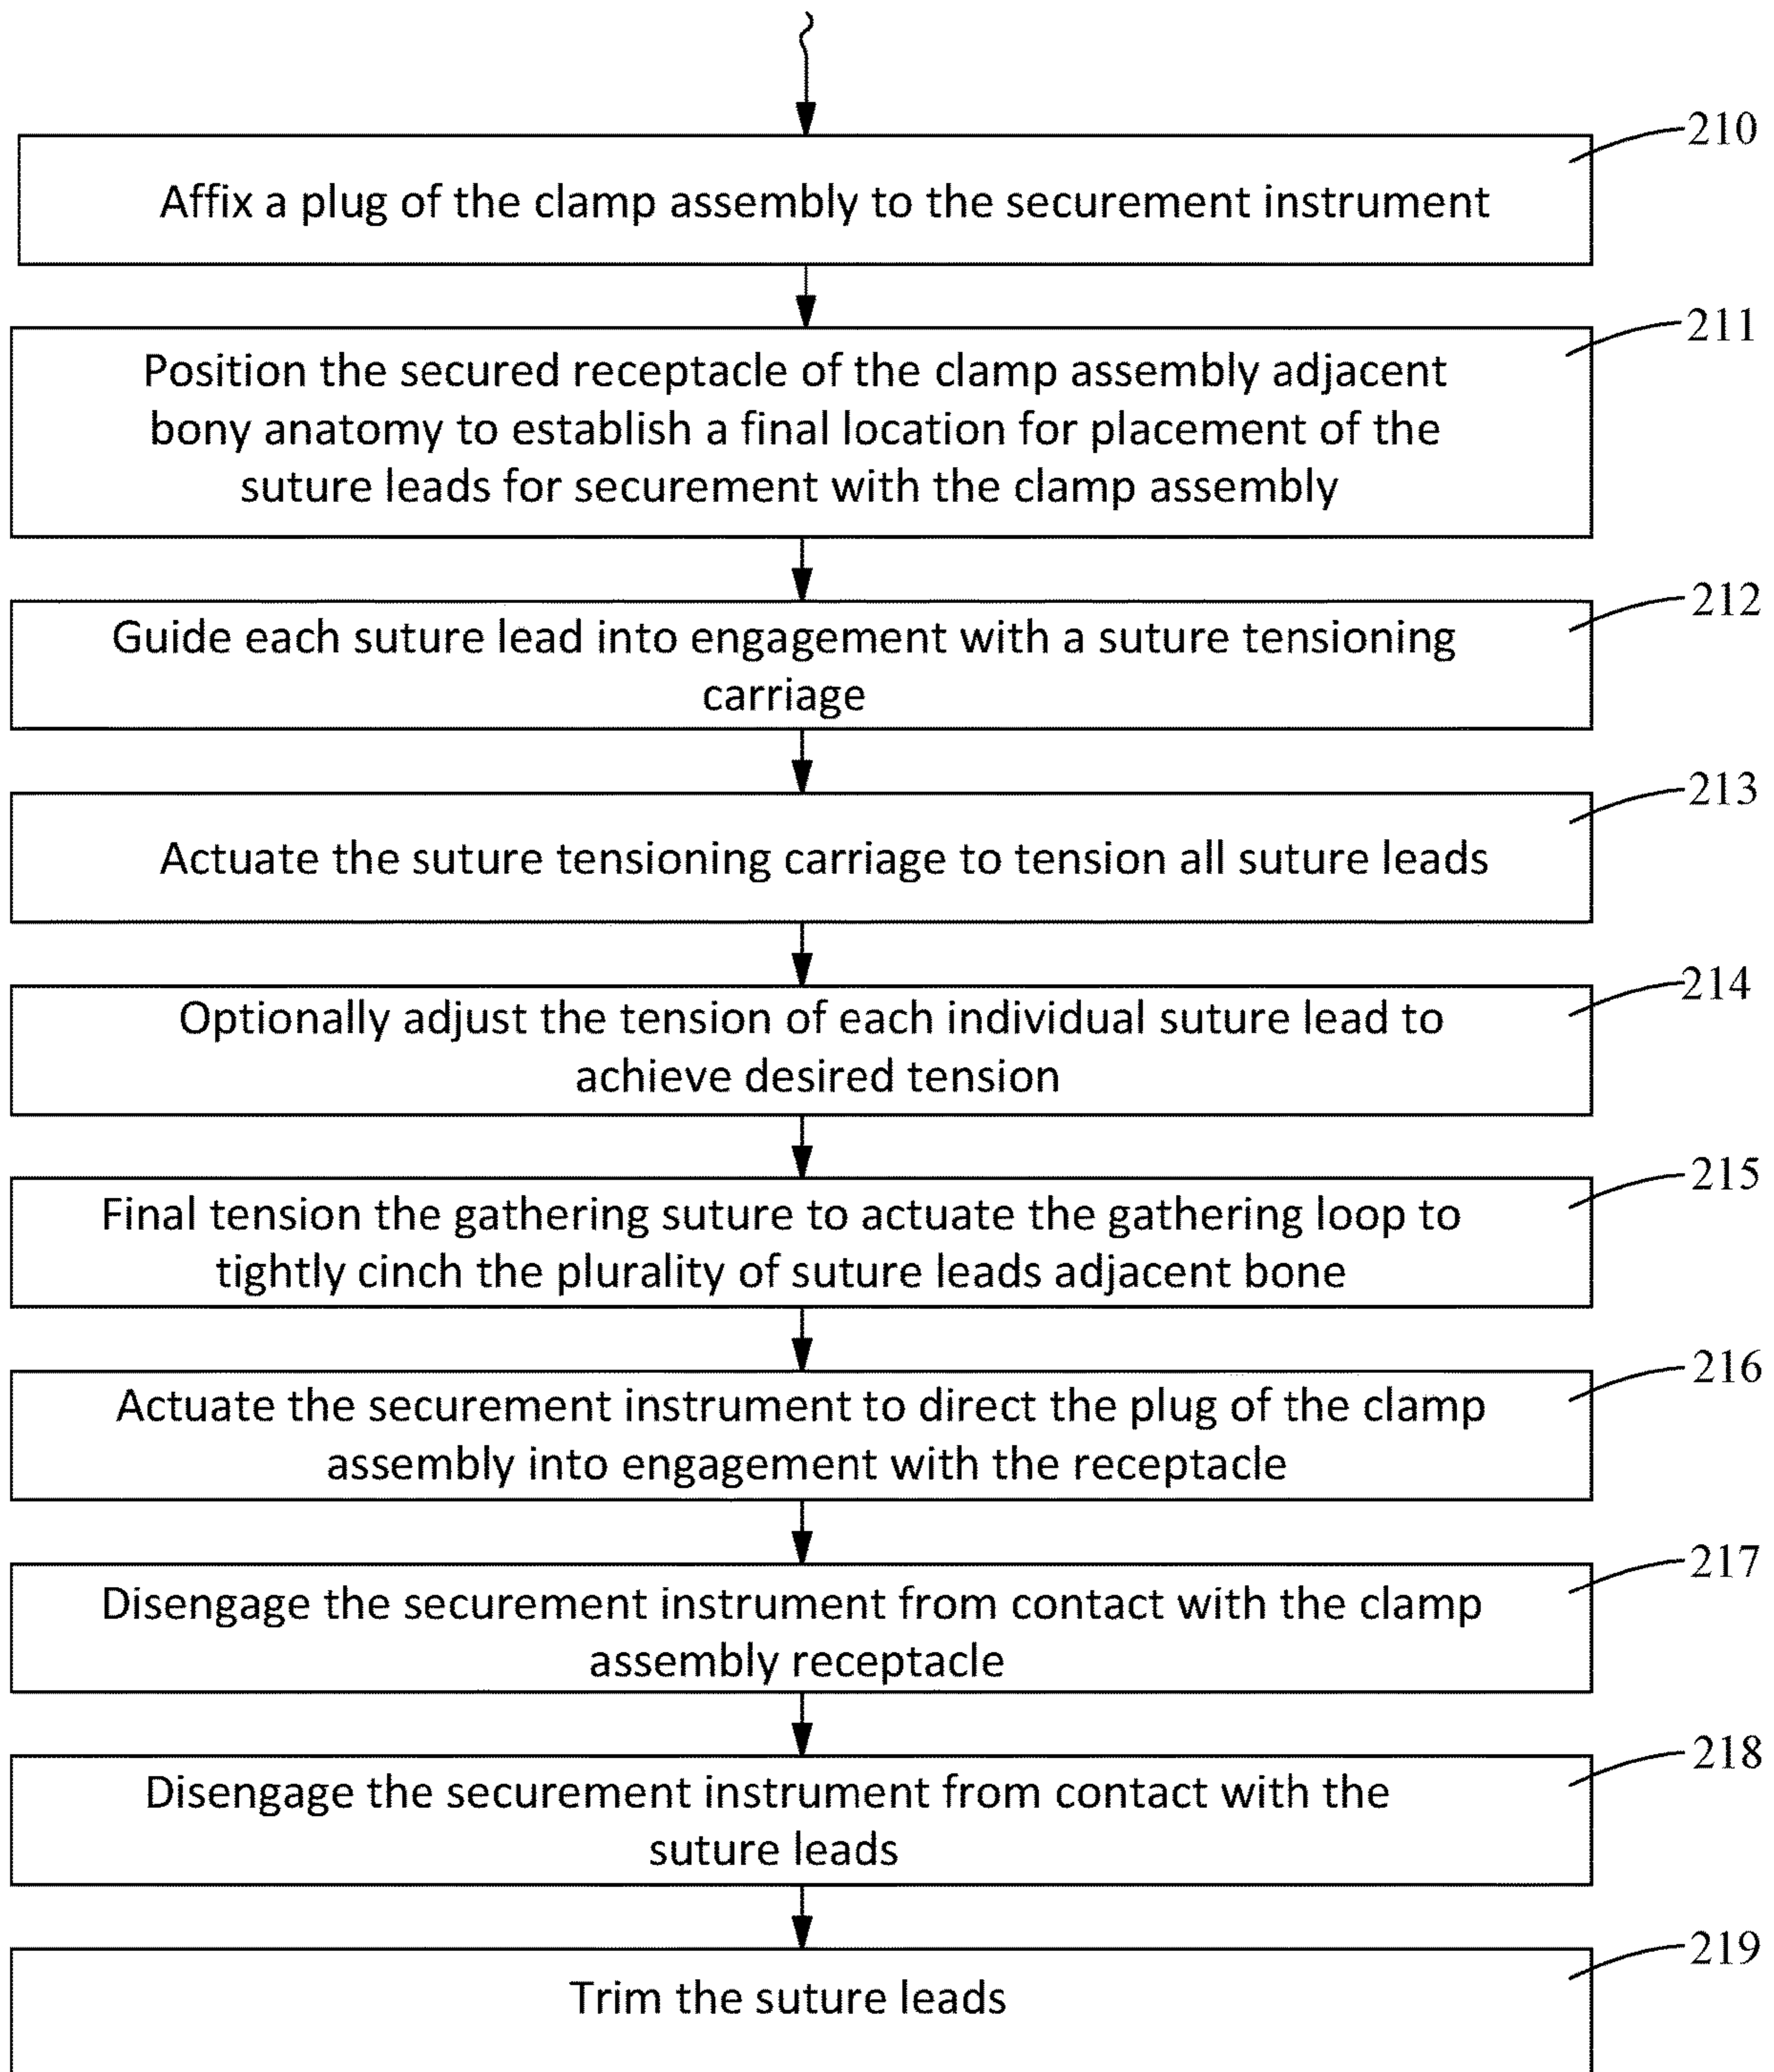 210
Affix a plug of the clamp assembly to the securement instrument
211
Position the secured receptacle of the clamp assembly adjacent
bony anatomy to establish a final location for placement of the
suture leads for securement with the clamp assembly
212
Guide each suture lead into engagement with a suture tensioning
carriage
213
Actuate the suture tensioning carriage to tension all suture leads
214
Optionally adjust the tension of each individual suture lead to
achieve desired tension
215
Final tension the gathering suture to actuate the gathering loop to
tightly cinch the plurality of suture leads adjacent bone
216
Actuate the securement instrument to direct the plug of the clamp
assembly into engagement with the receptacle
217
Disengage the securement instrument from contact with the clamp
assembly receptacle
218
Disengage the securement instrument from contact with the
suture leads
219
Trim the suture leads